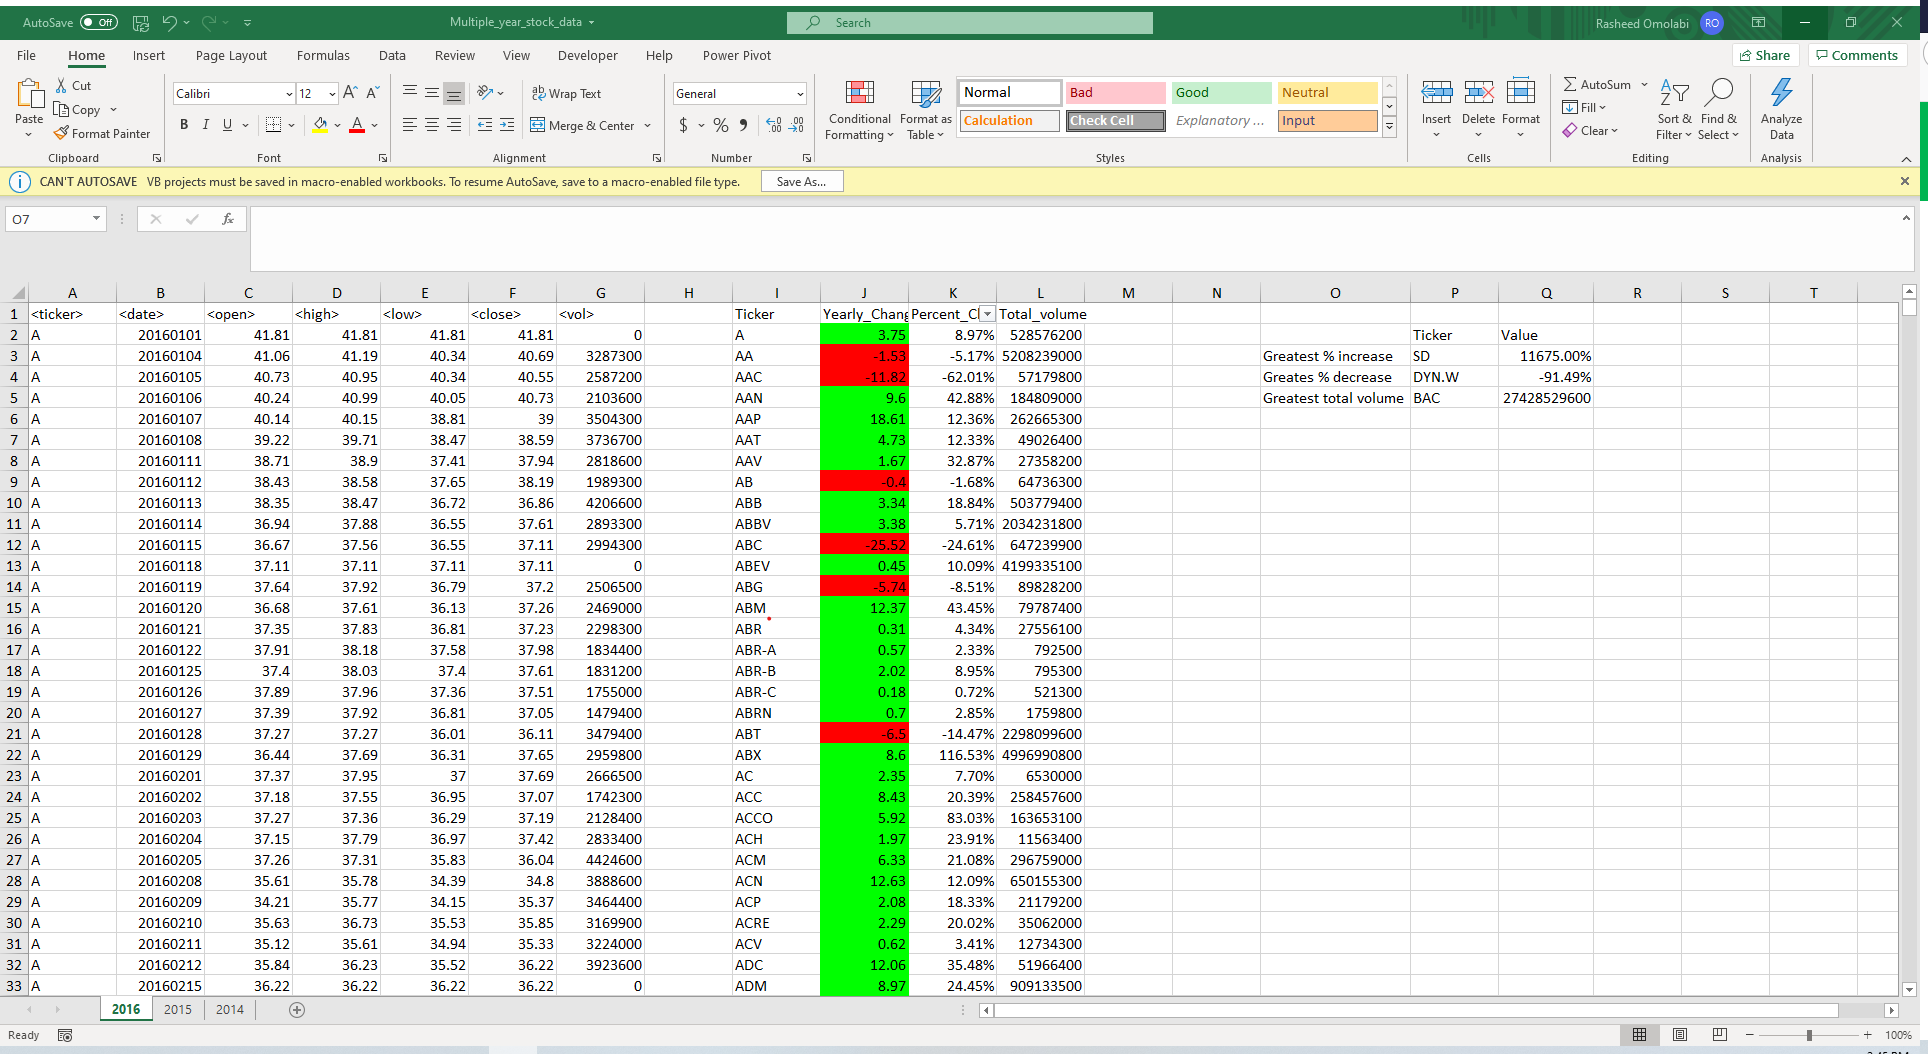 AutoSave Off Multiple_year_stock_data Search Rasheed Omolabi RO
File Home Insert Page Layout Formulas Data Review View Developer Help Power Pivot Share Comments
Paste Cut Copy Format Painter
Calibri 12 B I U A A A
Wrap Text Merge & Center
General $ % 9
Conditional Formatting Format as Table
Normal Bad Good Neutral
Calculation Check Cell Explanatory ... Input
Insert Delete Format
AutoSum Fill Clear Sort & Filter Find & Select
Analyze Data
Clipboard Font Alignment Number Styles Cells Editing Analysis
CAN'T AUTOSAVE VB projects must be saved in macro-enabled workbooks. To resume AutoSave, save to a macro-enabled file type. Save As...
O7 fx
A B C D E F G H I J K L M N O P Q R S T
1 <ticker> <date> <open> <high> <low> <close> <vol> Ticker Yearly_Chang Percent_Cl Total_volume
2 A 20160101 41.81 41.81 41.81 41.81 0 A 3.75 8.97% 528576200 Ticker Value
3 A 20160104 41.06 41.19 40.34 40.69 3287300 AA -1.53 -5.17% 5208239000 Greatest % increase SD 11675.00%
4 A 20160105 40.73 40.95 40.34 40.55 2587200 AAC -11.82 -62.01% 57179800 Greates % decrease DYN.W -91.49%
5 A 20160106 40.24 40.99 40.05 40.73 2103600 AAN 9.6 42.88% 184809000 Greatest total volume BAC 27428529600
6 A 20160107 40.14 40.15 38.81 39 3504300 AAP 18.61 12.36% 262665300
7 A 20160108 39.22 39.71 38.47 38.59 3736700 AAT 4.73 12.33% 49026400
8 A 20160111 38.71 38.9 37.41 37.94 2818600 AAV 1.67 32.87% 27358200
9 A 20160112 38.43 38.58 37.65 38.19 1989300 AB -0.4 -1.68% 64736300
10 A 20160113 38.35 38.47 36.72 36.86 4206600 ABB 3.34 18.84% 503779400
11 A 20160114 36.94 37.88 36.55 37.61 2893300 ABBV 3.38 5.71% 2034231800
12 A 20160115 36.67 37.56 36.55 37.11 2994300 ABC -25.52 -24.61% 647239900
13 A 20160118 37.11 37.11 37.11 37.11 0 ABEV 0.45 10.09% 4199335100
14 A 20160119 37.64 37.92 36.79 37.2 2506500 ABG -5.74 -8.51% 89828200
15 A 20160120 36.68 37.61 36.13 37.26 2469000 ABM 12.37 43.45% 79787400
16 A 20160121 37.35 37.83 36.81 37.23 2298300 ABR 0.31 4.34% 27556100
17 A 20160122 37.91 38.18 37.58 37.98 1834400 ABR-A 0.57 2.33% 792500
18 A 20160125 37.4 38.03 37.4 37.61 1831200 ABR-B 2.02 8.95% 795300
19 A 20160126 37.89 37.96 37.36 37.51 1755000 ABR-C 0.18 0.72% 521300
20 A 20160127 37.39 37.92 36.81 37.05 1479400 ABRN 0.7 2.85% 1759800
21 A 20160128 37.27 37.27 36.01 36.11 3479400 ABT -6.5 -14.47% 2298099600
22 A 20160129 36.44 37.69 36.31 37.65 2959800 ABX 8.6 116.53% 4996990800
23 A 20160201 37.37 37.95 37 37.69 2666500 AC 2.35 7.70% 6530000
24 A 20160202 37.18 37.55 36.95 37.07 1742300 ACC 8.43 20.39% 258457600
25 A 20160203 37.27 37.36 36.29 37.19 2128400 ACCO 5.92 83.03% 163653100
26 A 20160204 37.15 37.79 36.97 37.42 2833400 ACH 1.97 23.91% 11563400
27 A 20160205 37.26 37.31 35.83 36.04 4424600 ACM 6.33 21.08% 296759000
28 A 20160208 35.61 35.78 34.39 34.8 3888600 ACN 12.63 12.09% 650155300
29 A 20160209 34.21 35.77 34.15 35.37 3464400 ACP 2.08 18.33% 21179200
30 A 20160210 35.63 36.73 35.53 35.85 3169900 ACRE 2.29 20.02% 35062000
31 A 20160211 35.12 35.61 34.94 35.33 3224000 ACV 0.62 3.41% 12734300
32 A 20160212 35.84 36.23 35.52 36.22 3923600 ADC 12.06 35.48% 51966400
33 A 20160215 36.22 36.22 36.22 36.22 0 ADM 8.97 24.45% 909133500
2016 2015 2014
Ready 100%